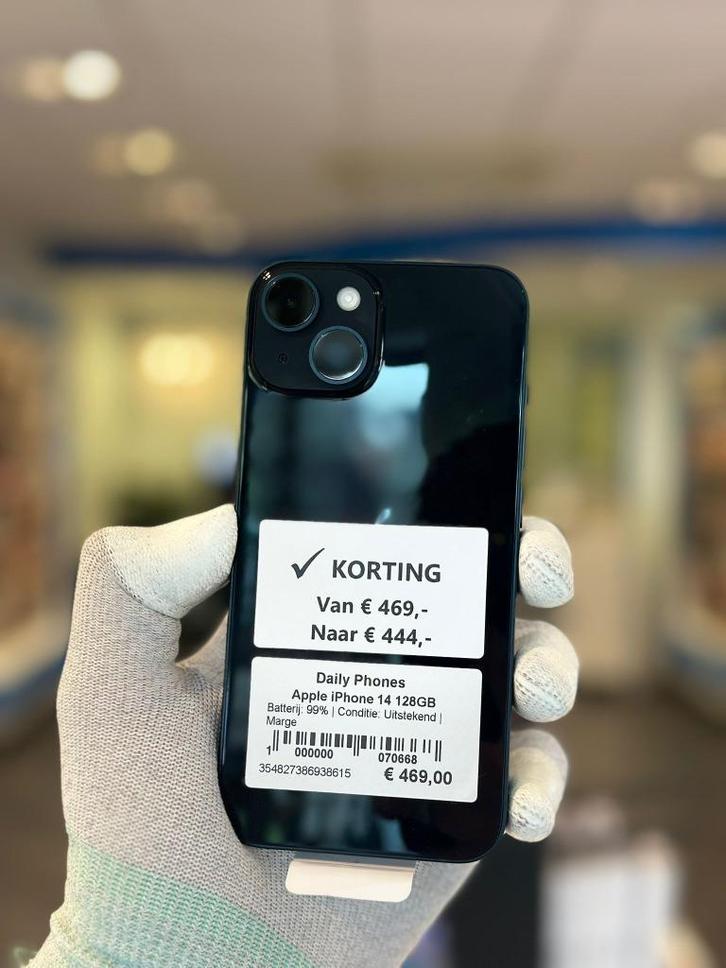 ✓ KORTING
Van € 469,-
Naar € 444,-
Daily Phones
Apple iPhone 14 128GB
Batterij: 99% | Conditie: Uitstekend |
Marge
1 000000 070668
354827386938615 € 469,00